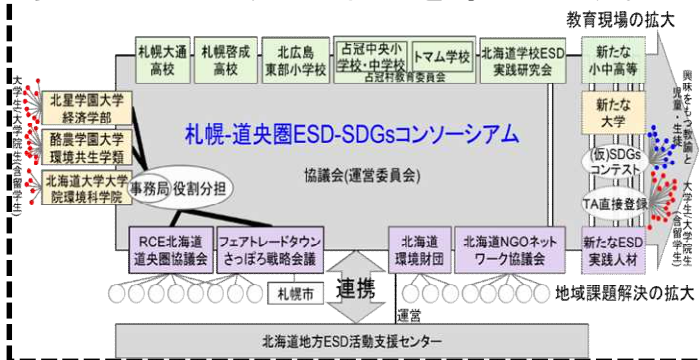 教育現場の拡大
札幌大通
高校
札幌啓成
高校
北広島
東部小学校
占冠中央小
学校・中学校
トマム学校
占冠村教育委員会
北海道学校ESD
実践研究会
新たな
小中高等
大学生(大学院生(含留学生)
北星学園大学
経済学部
酪農学園大学
環境共生学類
北海道大学大学
院環境科学院
札幌-道央圏ESD-SDGsコンソーシアム
協議会(運営委員会)
事務局
役割分担
新たな
大学
(仮)SDGs
コンテスト
TA直接登録
興味をもつ教諭と
児童・生徒
大学生(大学院生
(含留学生)
RCE北海道
道央圏協議会
フェアトレードタウン
さっぽろ戦略会議
札幌市
連携
北海道
環境財団
北海道NGOネット
ワーク協議会
新たなESD
実践人材
地域課題解決の拡大
運営
北海道地方ESD活動支援センター